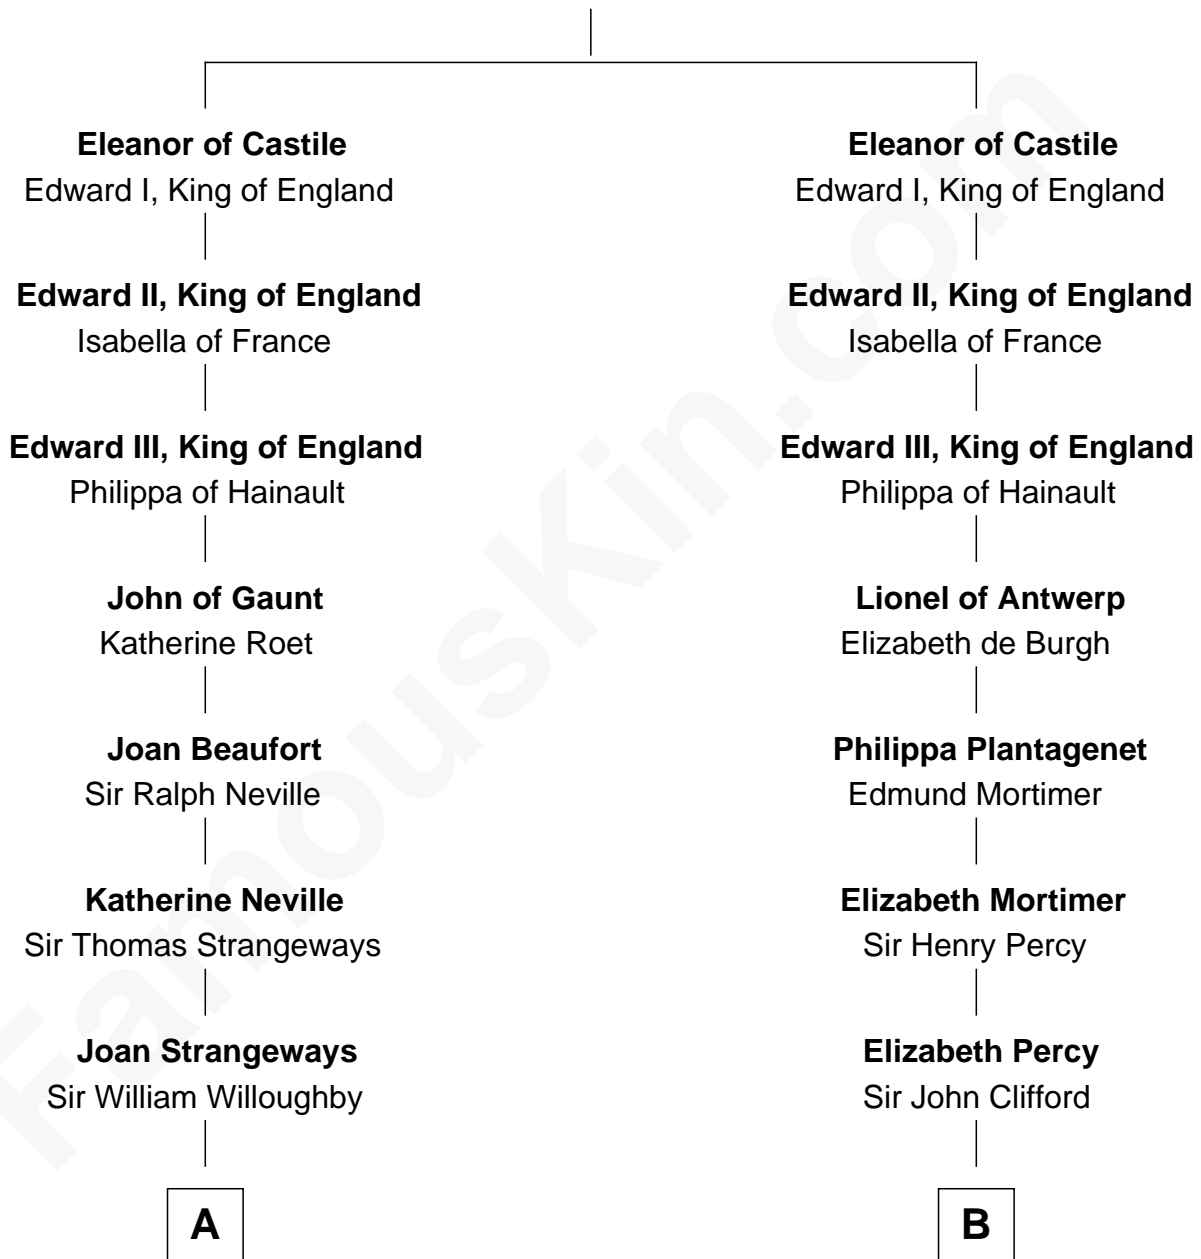 Eleanor of Castile
Edward I, King of England
Edward II, King of England
Isabella of France
Edward III, King of England
Philippa of Hainault
John of Gaunt
Katherine Roet
Joan Beaufort
Sir Ralph Neville
Katherine Neville
Sir Thomas Strangeways
Joan Strangeways
Sir William Willoughby
A
Eleanor of Castile
Edward I, King of England
Edward II, King of England
Isabella of France
Edward III, King of England
Philippa of Hainault
Lionel of Antwerp
Elizabeth de Burgh
Philippa Plantagenet
Edmund Mortimer
Elizabeth Mortimer
Sir Henry Percy
Elizabeth Percy
Sir John Clifford
B
FamousKin.com